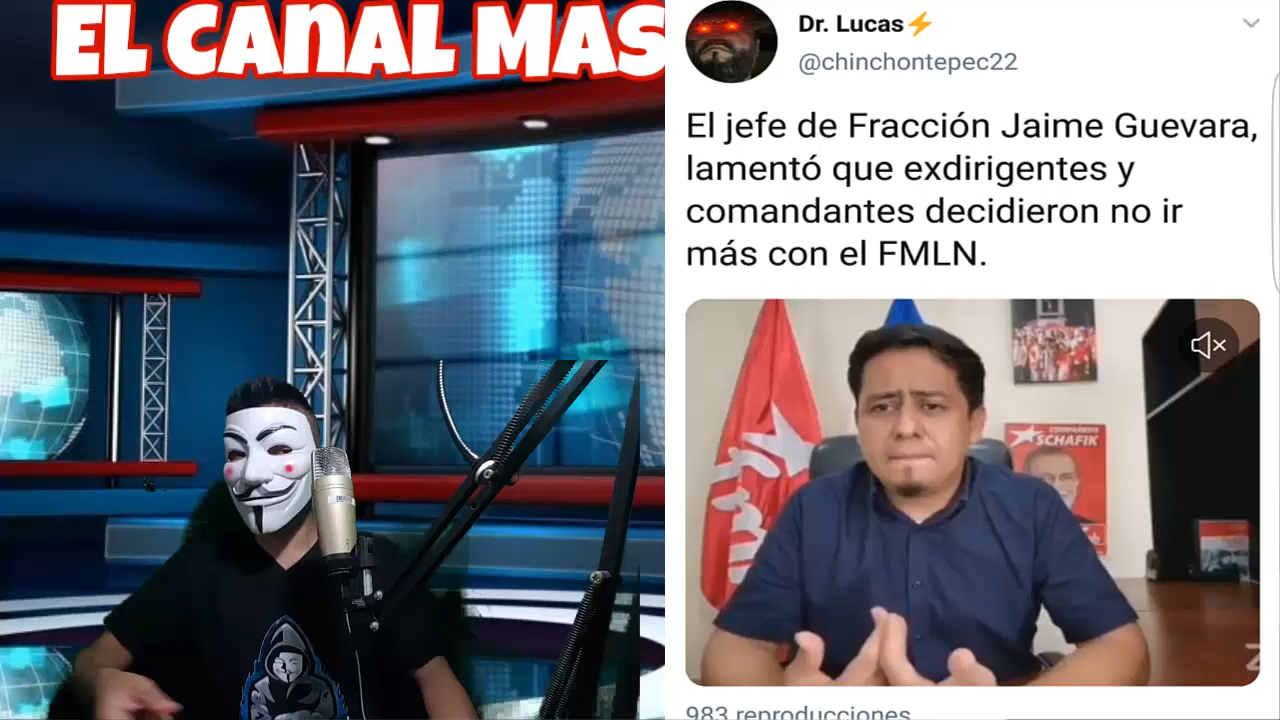 EL CANAL MAS
Dr. Lucas⚡
@chinchontepec22
El jefe de Fracción Jaime Guevara,
lamentó que exdirigentes y
comandantes decidieron no ir
más con el FMLN.
COMPAÑERO
SCHAFIK
983 reproducciones